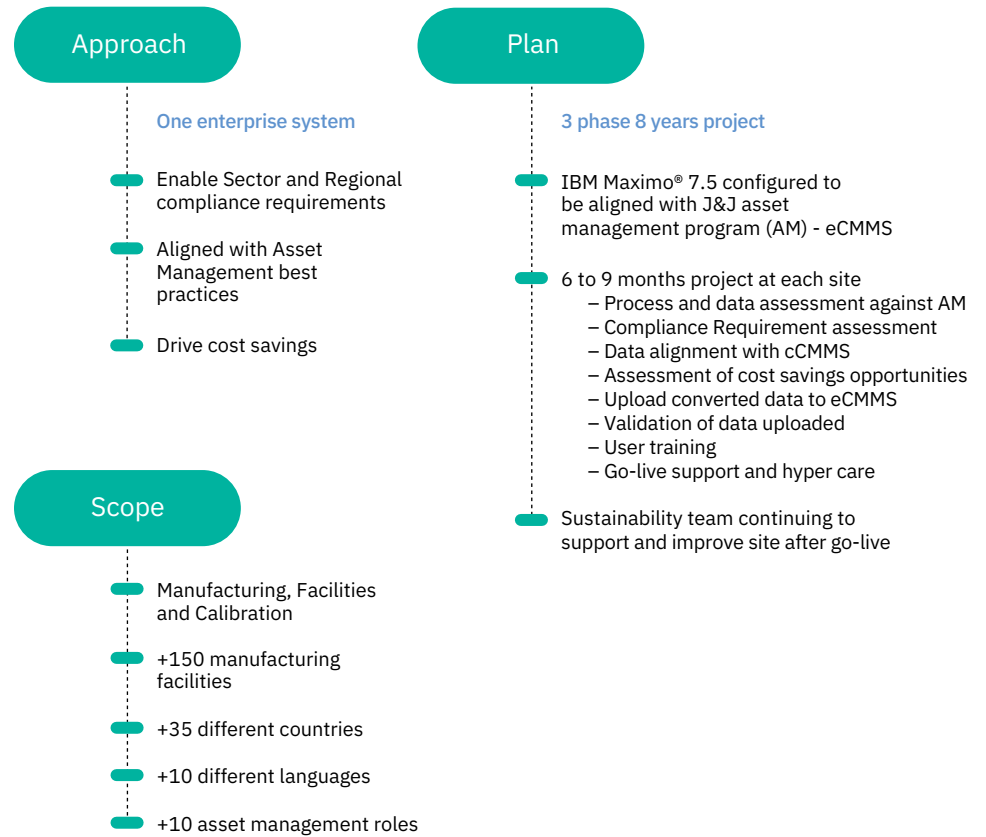 Approach
One enterprise system
Enable Sector and Regional
compliance requirements
Aligned with Asset
Management best
practices
Drive cost savings
Scope
Manufacturing, Facilities
and Calibration
+150 manufacturing
facilities
+35 different countries
+10 different languages
+10 asset management roles
Plan
3 phase 8 years project
IBM Maximo® 7.5 configured to
be aligned with J&J asset
management program (AM) - eCMMS
6 to 9 months project at each site
– Process and data assessment against AM
– Compliance Requirement assessment
– Data alignment with cCMMS
– Assessment of cost savings opportunities
– Upload converted data to eCMMS
– Validation of data uploaded
– User training
– Go-live support and hyper care
Sustainability team continuing to
support and improve site after go-live